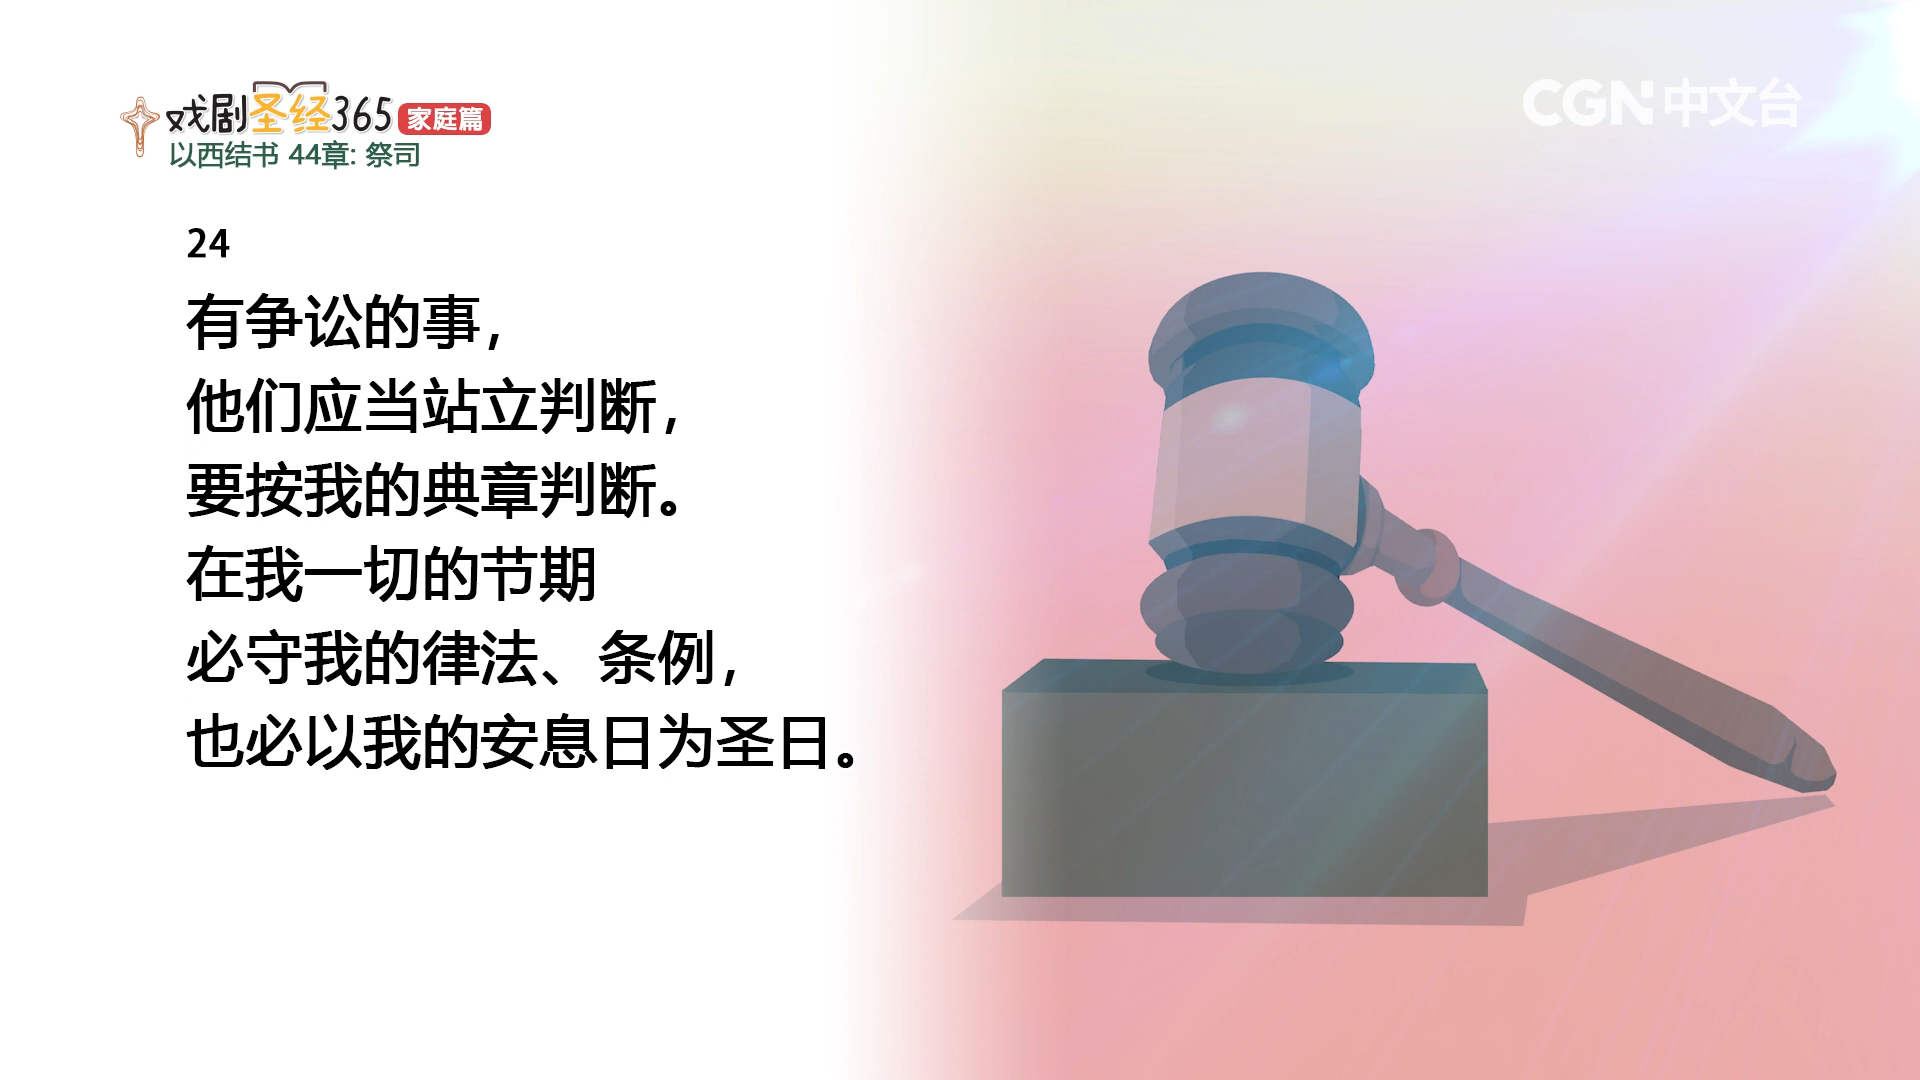 戏剧圣经365 家庭篇
以西结书 44章: 祭司
CGN 中文台
24
有争讼的事，
他们应当站立判断，
要按我的典章判断。
在我一切的节期
必守我的律法、条例，
也必以我的安息日为圣日。